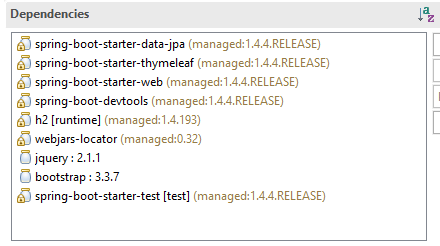 Dependencies
spring-boot-starter-data-jpa (managed:1.4.4.RELEASE)
spring-boot-starter-thymeleaf (managed:1.4.4.RELEASE)
spring-boot-starter-web (managed:1.4.4.RELEASE)
spring-boot-devtools (managed:1.4.4.RELEASE)
h2 [runtime] (managed:1.4.193)
webjars-locator (managed:0.32)
jquery : 2.1.1
bootstrap : 3.3.7
spring-boot-starter-test [test] (managed:1.4.4.RELEASE)